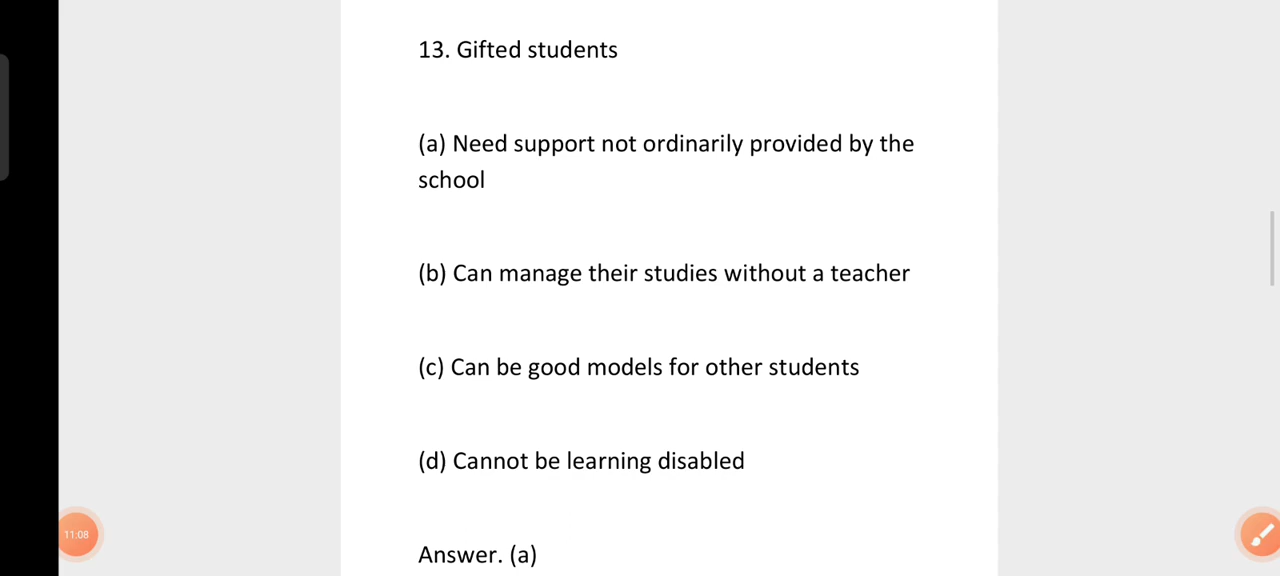 13. Gifted students
(a) Need support not ordinarily provided by the
school
(b) Can manage their studies without a teacher
(c) Can be good models for other students
(d) Cannot be learning disabled
11:08
Answer. (a)